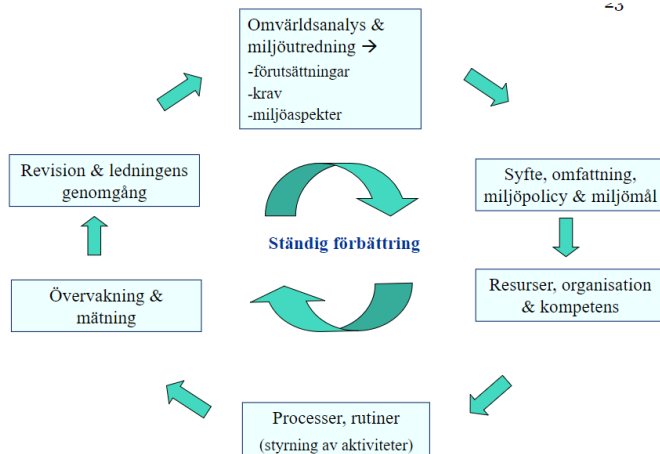 Omvärldsanalys &
miljöutredning →
-förutsättningar
-krav
-miljöaspekter
Syfte, omfattning,
miljöpolicy & miljömål
Resurser, organisation
& kompetens
Processer, rutiner
(styrning av aktiviteter)
Övervakning &
mätning
Revision & ledningens
genomgång
Ständig förbättring